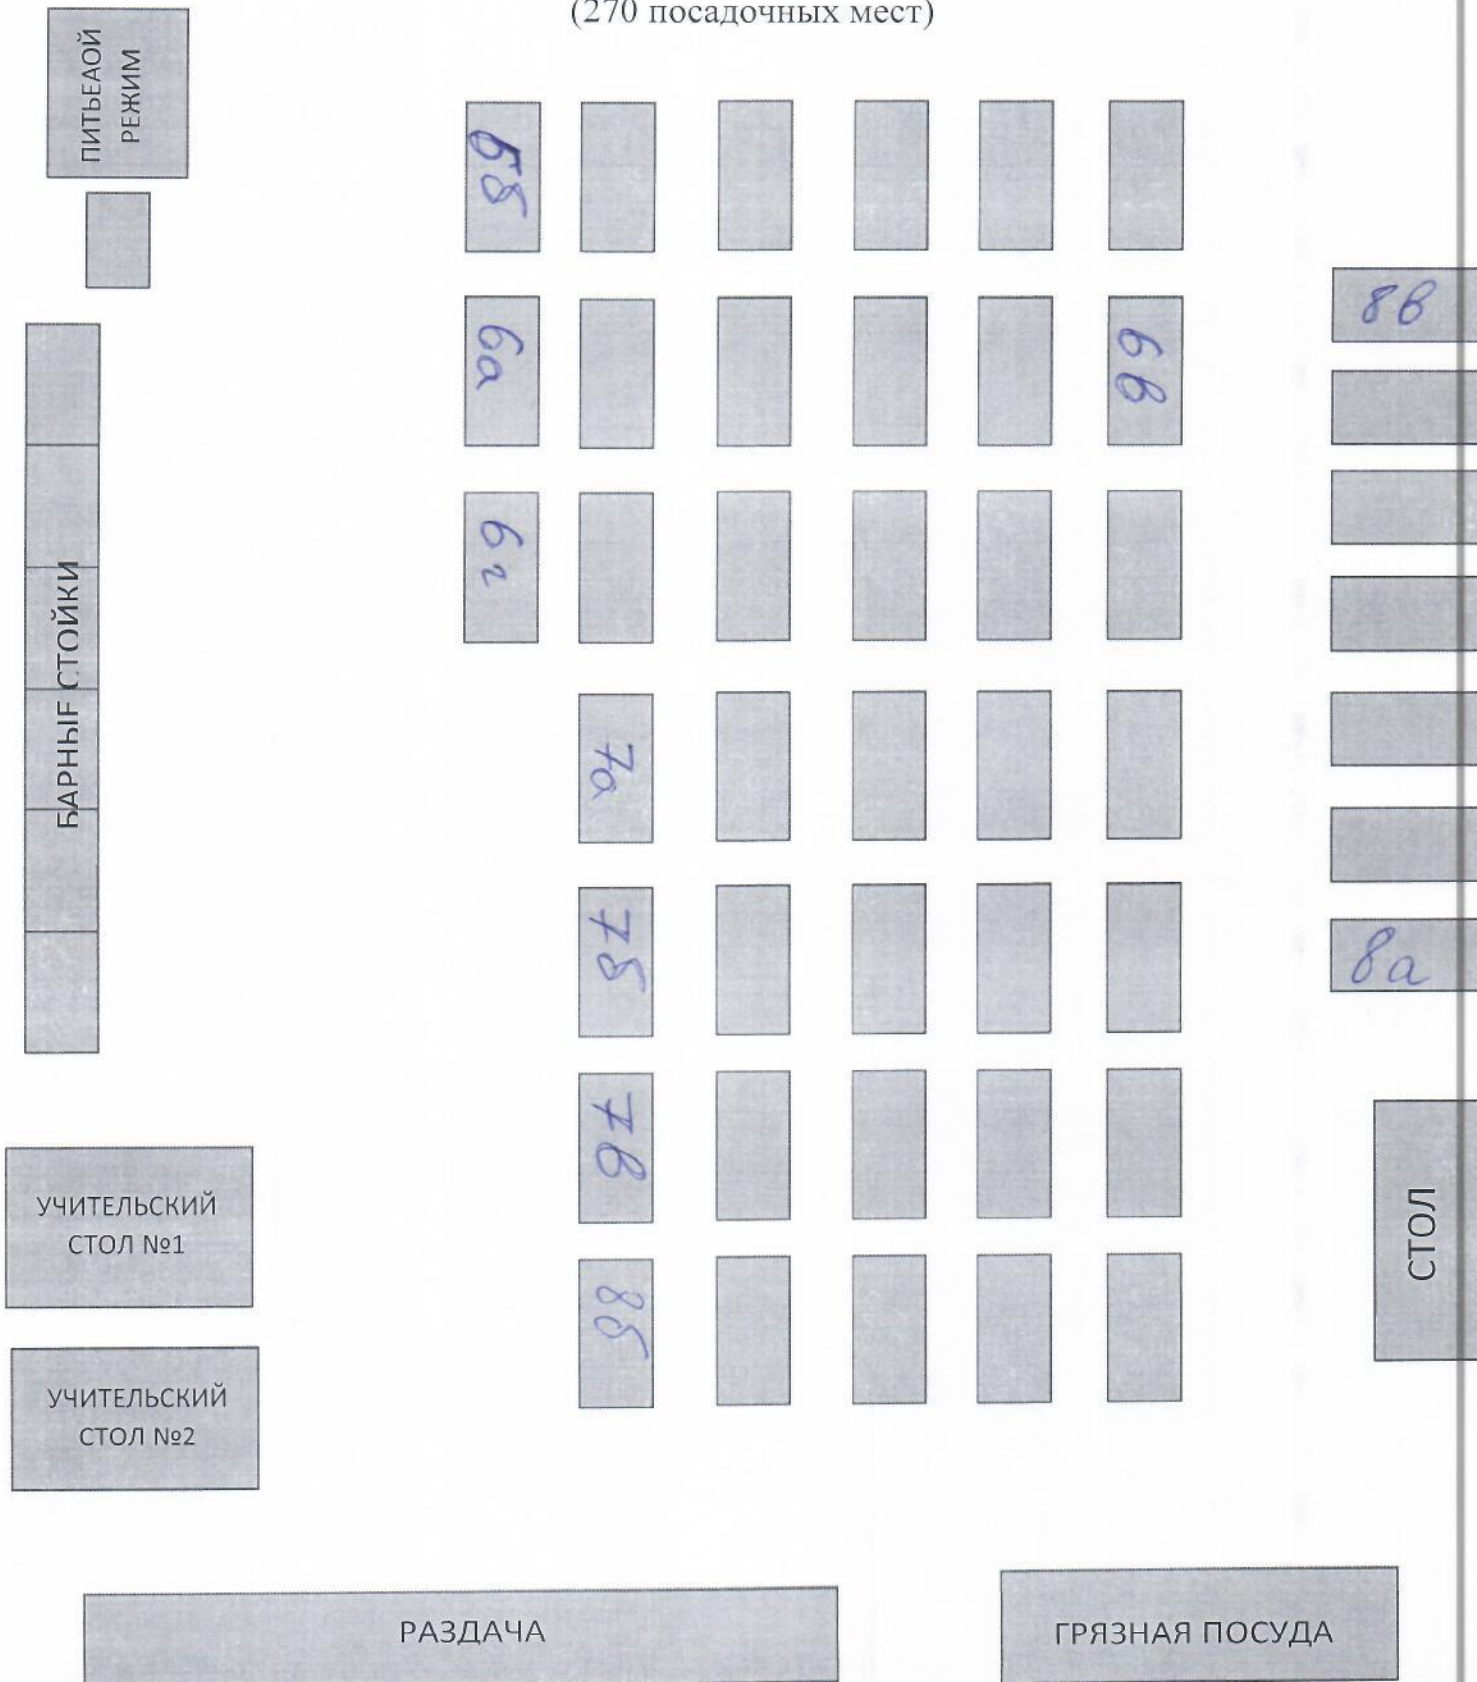 (270 посадочных мест)
ПИТЬЕАОЙ
РЕЖИМ
6б
6а
6в
8в
6г
БАРНЫЕ СТОЙКИ
7а
7б
8а
7в
УЧИТЕЛЬСКИЙ
СТОЛ №1
СТОЛ
8б
УЧИТЕЛЬСКИЙ
СТОЛ №2
РАЗДАЧА
ГРЯЗНАЯ ПОСУДА